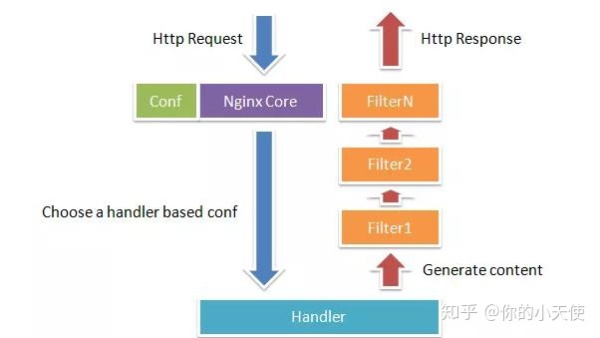 Http Request
Http Response
Conf
Nginx Core
FilterN
Filter2
Choose a handler based conf
Filter1
Generate content
Handler
知乎 @你的小天使